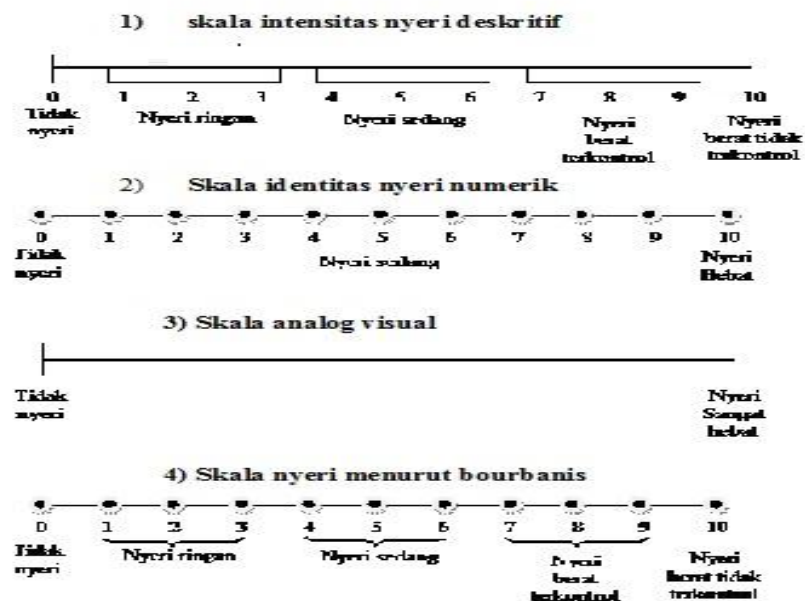 1) skala intensitas nyeri deskritif
0 1 2 3 4 5 6 7 8 9 10
Tidak nyeri
Nyeri ringan
Nyeri sedang
Nyeri berat terkontrol
Nyeri berat tidak terkontrol
2) Skala identitas nyeri numerik
0 1 2 3 4 5 6 7 8 9 10
Tidak nyeri
Nyeri sedang
Nyeri Hebat
3) Skala analog visual
Tidak nyeri
Nyeri Sangat hebat
4) Skala nyeri menurut bourbanis
0 1 2 3 4 5 6 7 8 9 10
Tidak nyeri
Nyeri ringan
Nyeri sedang
Nyeri berat terkontrol
Nyeri berat tidak terkontrol